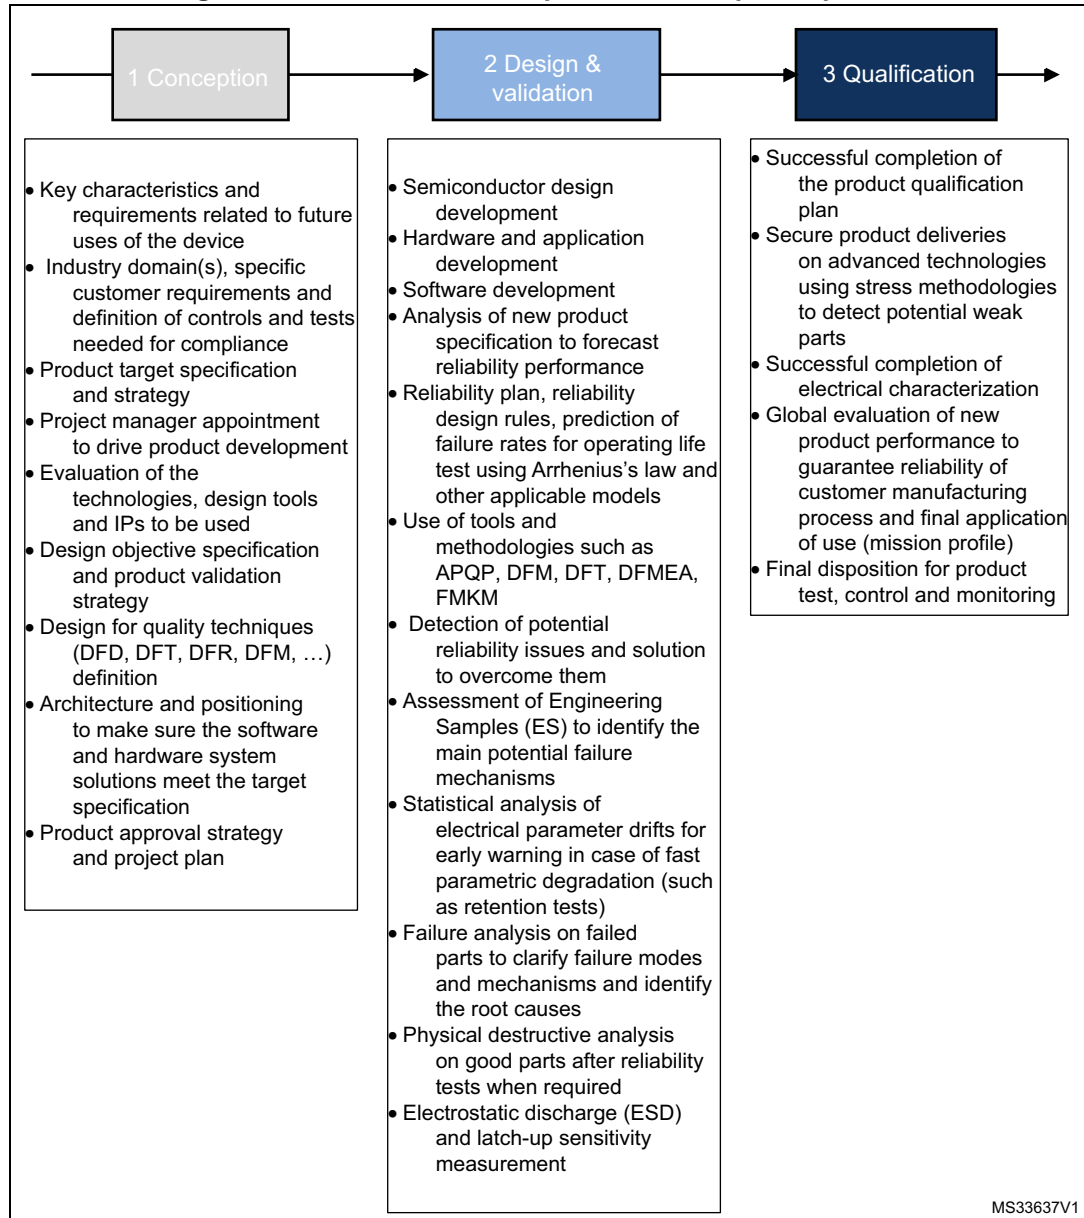 1 Conception
2 Design &
validation
3 Qualification
• Key characteristics and
requirements related to future
uses of the device
• Industry domain(s), specific
customer requirements and
definition of controls and tests
needed for compliance
• Product target specification
and strategy
• Project manager appointment
to drive product development
• Evaluation of the
technologies, design tools
and IPs to be used
• Design objective specification
and product validation
strategy
• Design for quality techniques
(DFD, DFT, DFR, DFM, …)
definition
• Architecture and positioning
to make sure the software
and hardware system
solutions meet the target
specification
• Product approval strategy
and project plan
• Semiconductor design
development
• Hardware and application
development
• Software development
• Analysis of new product
specification to forecast
reliability performance
• Reliability plan, reliability
design rules, prediction of
failure rates for operating life
test using Arrhenius’s law and
other applicable models
• Use of tools and
methodologies such as
APQP, DFM, DFT, DFMEA,
FMKM
• Detection of potential
reliability issues and solution
to overcome them
• Assessment of Engineering
Samples (ES) to identify the
main potential failure
mechanisms
• Statistical analysis of
electrical parameter drifts for
early warning in case of fast
parametric degradation (such
as retention tests)
• Failure analysis on failed
parts to clarify failure modes
and mechanisms and identify
the root causes
• Physical destructive analysis
on good parts after reliability
tests when required
• Electrostatic discharge (ESD)
and latch-up sensitivity
measurement
• Successful completion of
the product qualification
plan
• Secure product deliveries
on advanced technologies
using stress methodologies
to detect potential weak
parts
• Successful completion of
electrical characterization
• Global evaluation of new
product performance to
guarantee reliability of
customer manufacturing
process and final application
of use (mission profile)
• Final disposition for product
test, control and monitoring
MS33637V1